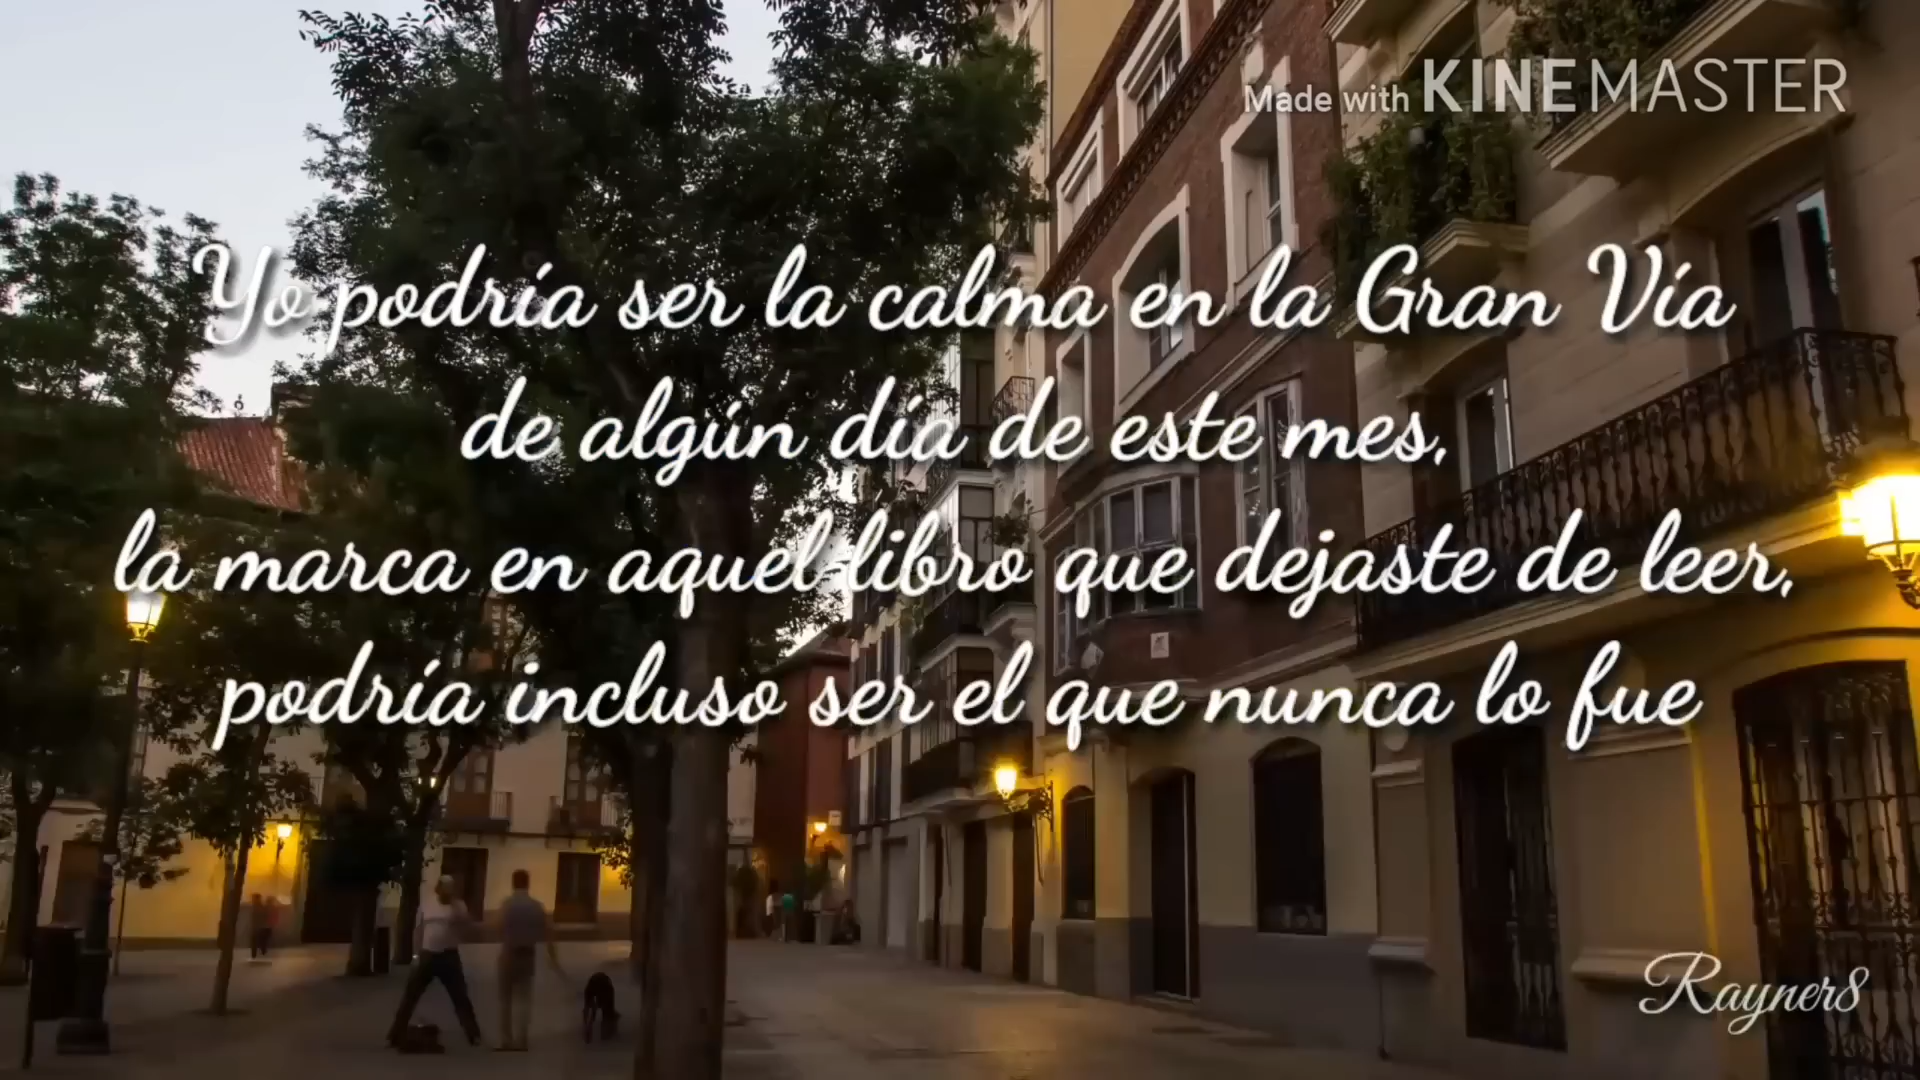 Made with KINEMASTER
Yo podría ser la calma en la Gran Vía
de algún día de este mes,
la marca en aquel libro que dejaste de leer,
podría incluso ser el que nunca lo fue
Rayner8